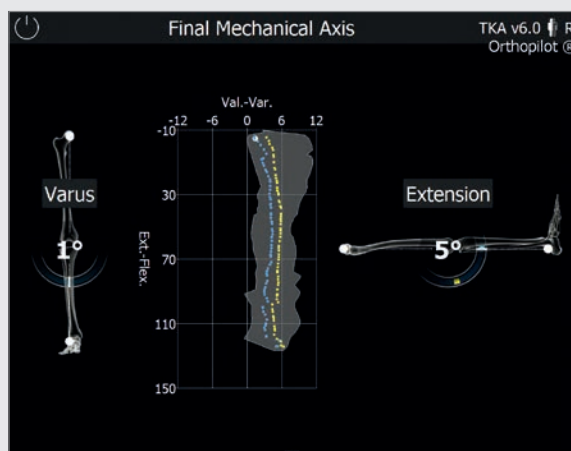 Final Mechanical Axis
TKA v6.0 R
Orthopilot ®
Val.-Var.
-12 -6 0 6 12
-10
30
70
110
150
Ext.-Flex.
Varus
1°
Extension
5°